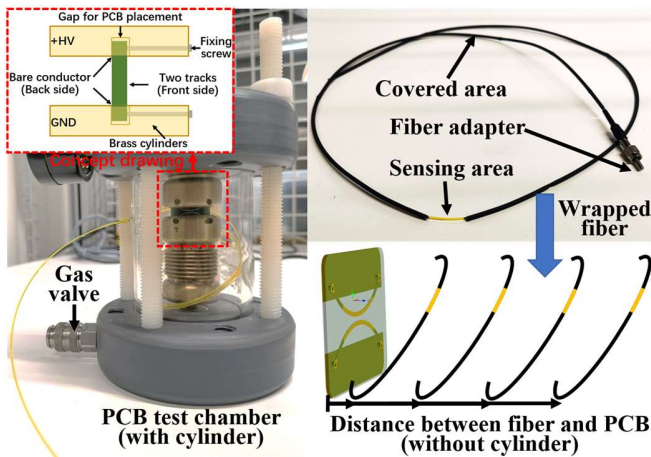 Gap for PCB placement
+HV
Fixing
screw
Bare conductor
(Back side)
Two tracks
(Front side)
GND
Brass cylinders
Concept drawing
Gas
valve
PCB test chamber
(with cylinder)
Covered area
Fiber adapter
Sensing area
Wrapped
fiber
Distance between fiber and PCB
(without cylinder)